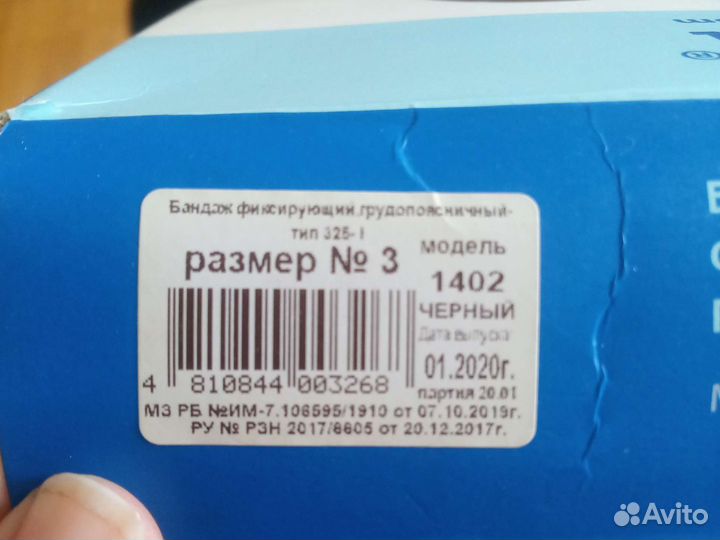 Бандаж фиксирующий грудопоясничный-
тип 325-I
размер № 3
модель
1402
ЧЕРНЫЙ
Дата выпуска:
01.2020г.
партия 20.01
4 810844 003268
МЗ РБ №ИМ-7.106595/1910 от 07.10.2019г.
РУ № РЗН 2017/6605 от 20.12.2017г.
®
Avito